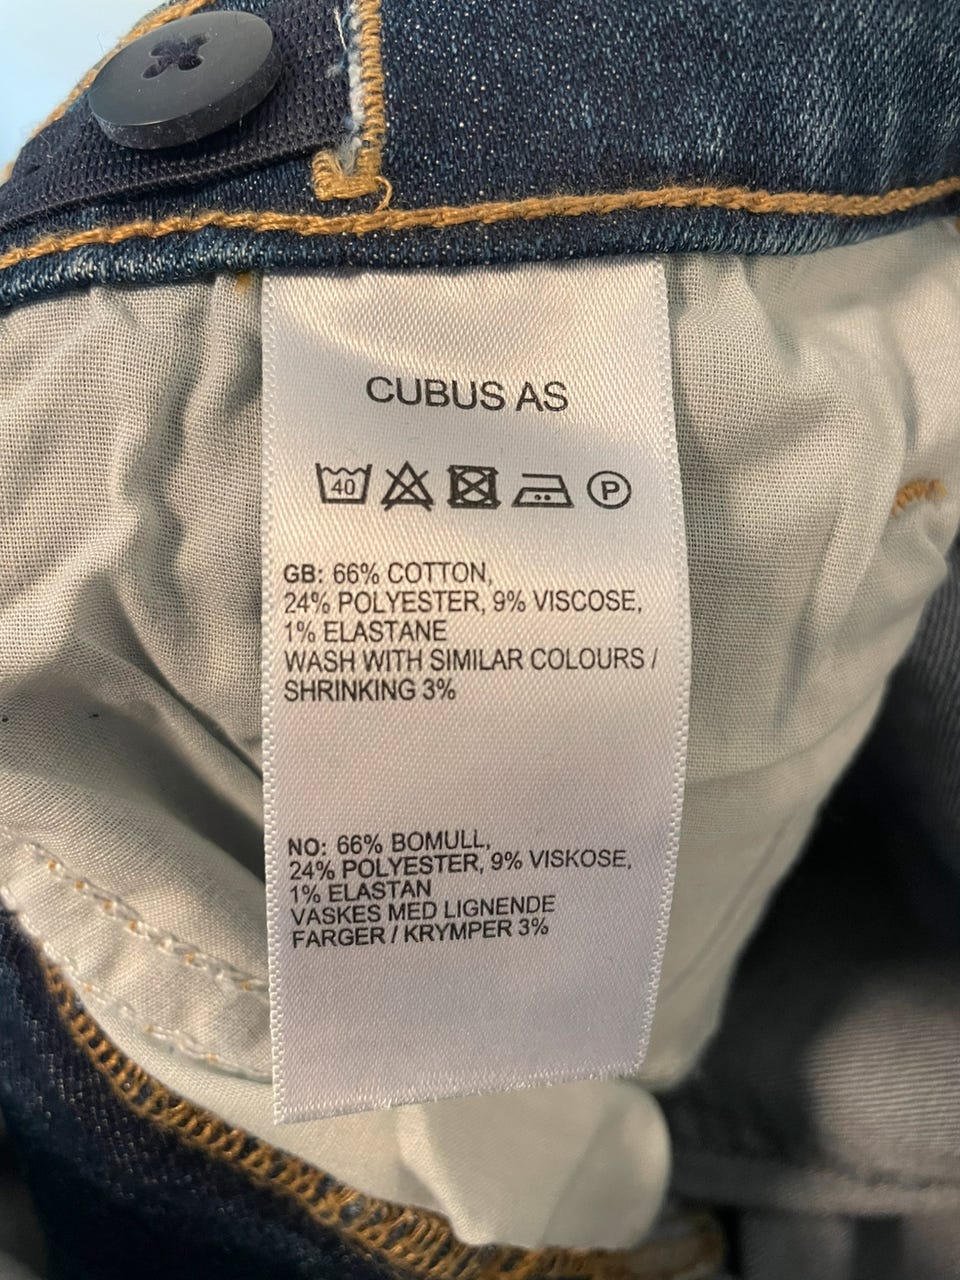 CUBUS AS
40 P
GB: 66% COTTON,
24% POLYESTER, 9% VISCOSE,
1% ELASTANE
WASH WITH SIMILAR COLOURS /
SHRINKING 3%
NO: 66% BOMULL,
24% POLYESTER, 9% VISKOSE,
1% ELASTAN
VASKES MED LIGNENDE
FARGER / KRYMPER 3%